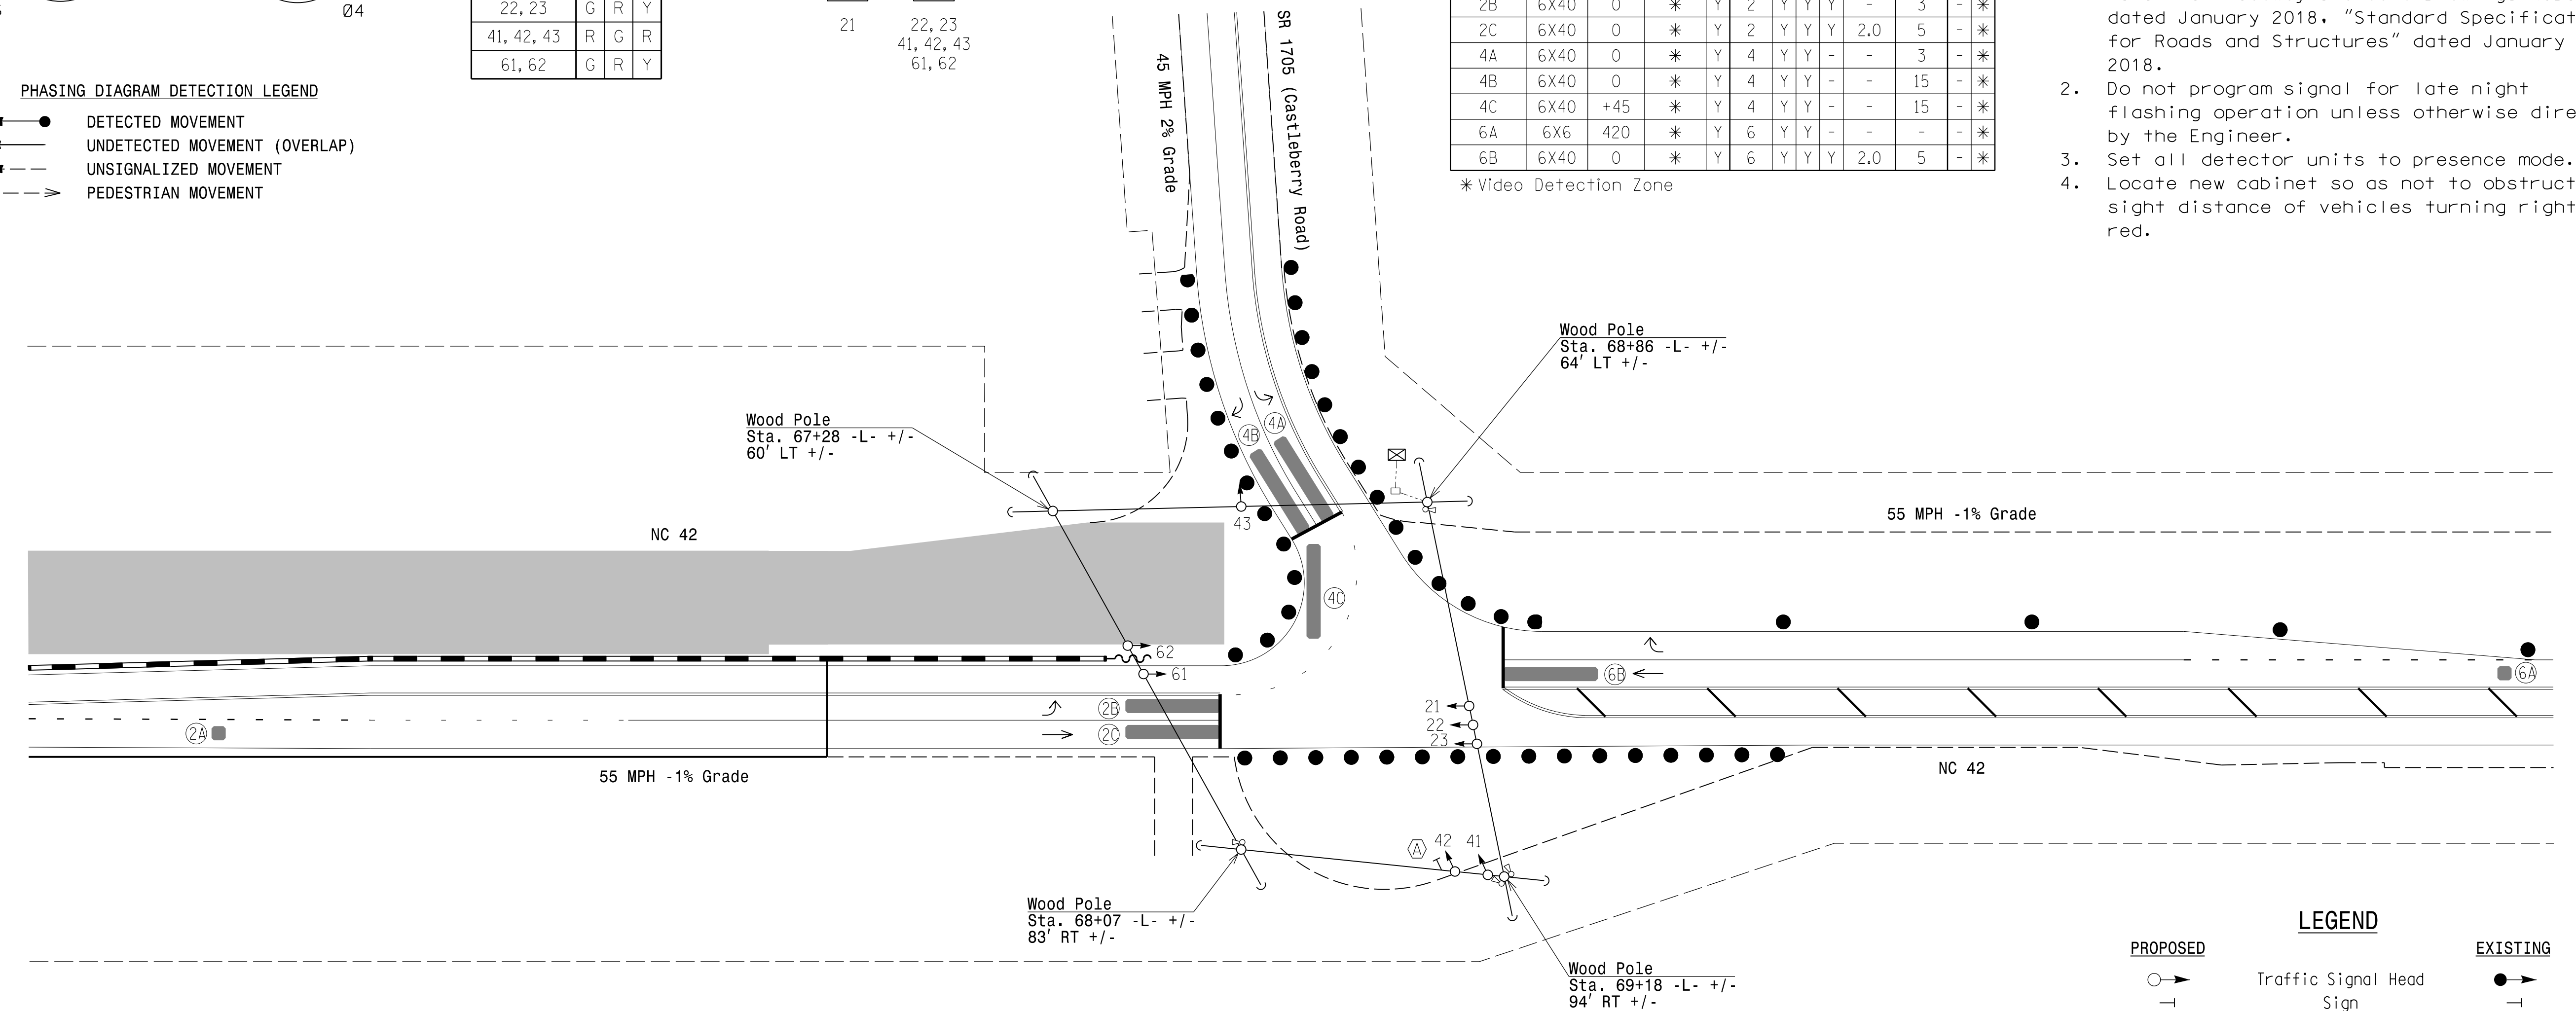 Ø4
22, 23 G R Y
41, 42, 43 R G R
61, 62 G R Y
21
22, 23
41, 42, 43
61, 62
PHASING DIAGRAM DETECTION LEGEND
DETECTED MOVEMENT
UNDETECTED MOVEMENT (OVERLAP)
UNSIGNALIZED MOVEMENT
PEDESTRIAN MOVEMENT
45 MPH 2% Grade
SR 1705 (Castleberry Road)
2B 6X40 0 * Y 2 Y Y Y - 3 - *
2C 6X40 0 * Y 2 Y Y Y 2.0 5 - *
4A 6X40 0 * Y 4 Y Y - - 3 - *
4B 6X40 0 * Y 4 Y Y - - 15 - *
4C 6X40 +45 * Y 4 Y Y - - 15 - *
6A 6X6 420 * Y 6 Y Y - - - - *
6B 6X40 0 * Y 6 Y Y Y 2.0 5 - *
* Video Detection Zone
dated January 2018, "Standard Specificat
for Roads and Structures" dated January
2018.
2. Do not program signal for late night
flashing operation unless otherwise dire
by the Engineer.
3. Set all detector units to presence mode.
4. Locate new cabinet so as not to obstruct
sight distance of vehicles turning right
red.
Wood Pole
Sta. 68+86 -L- +/-
64' LT +/-
Wood Pole
Sta. 67+28 -L- +/-
60' LT +/-
4A
4B
43
NC 42
55 MPH -1% Grade
4C
62
61
6B
6A
2B
2A
2C
21
22
23
55 MPH -1% Grade
NC 42
A
42
41
Wood Pole
Sta. 68+07 -L- +/-
83' RT +/-
Wood Pole
Sta. 69+18 -L- +/-
94' RT +/-
LEGEND
PROPOSED
EXISTING
Traffic Signal Head
Sign